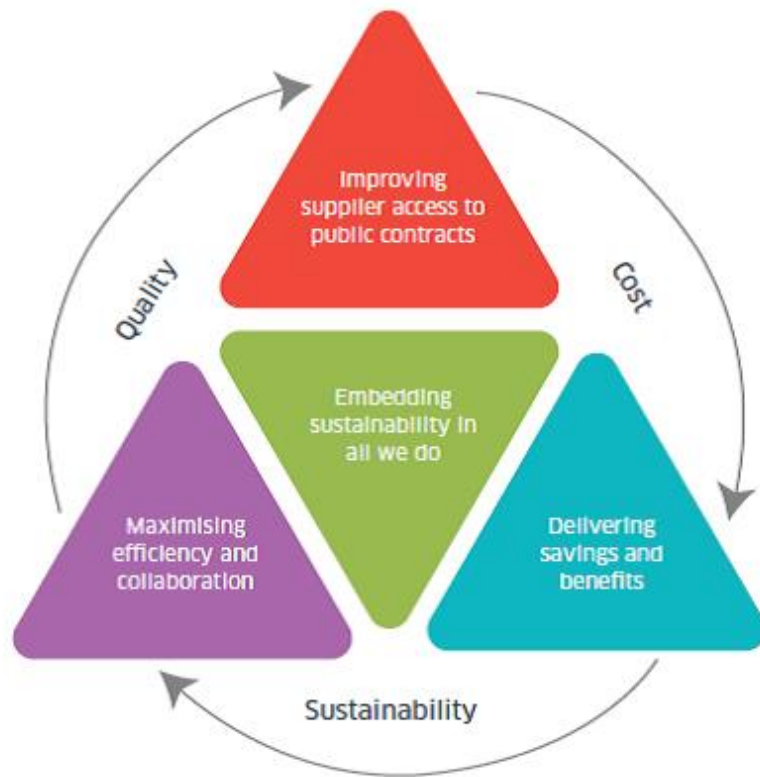 Improving
supplier access to
public contracts
Quality
Cost
Embedding
sustainability in
all we do
Maximising
efficiency and
collaboration
Delivering
savings and
benefits
Sustainability